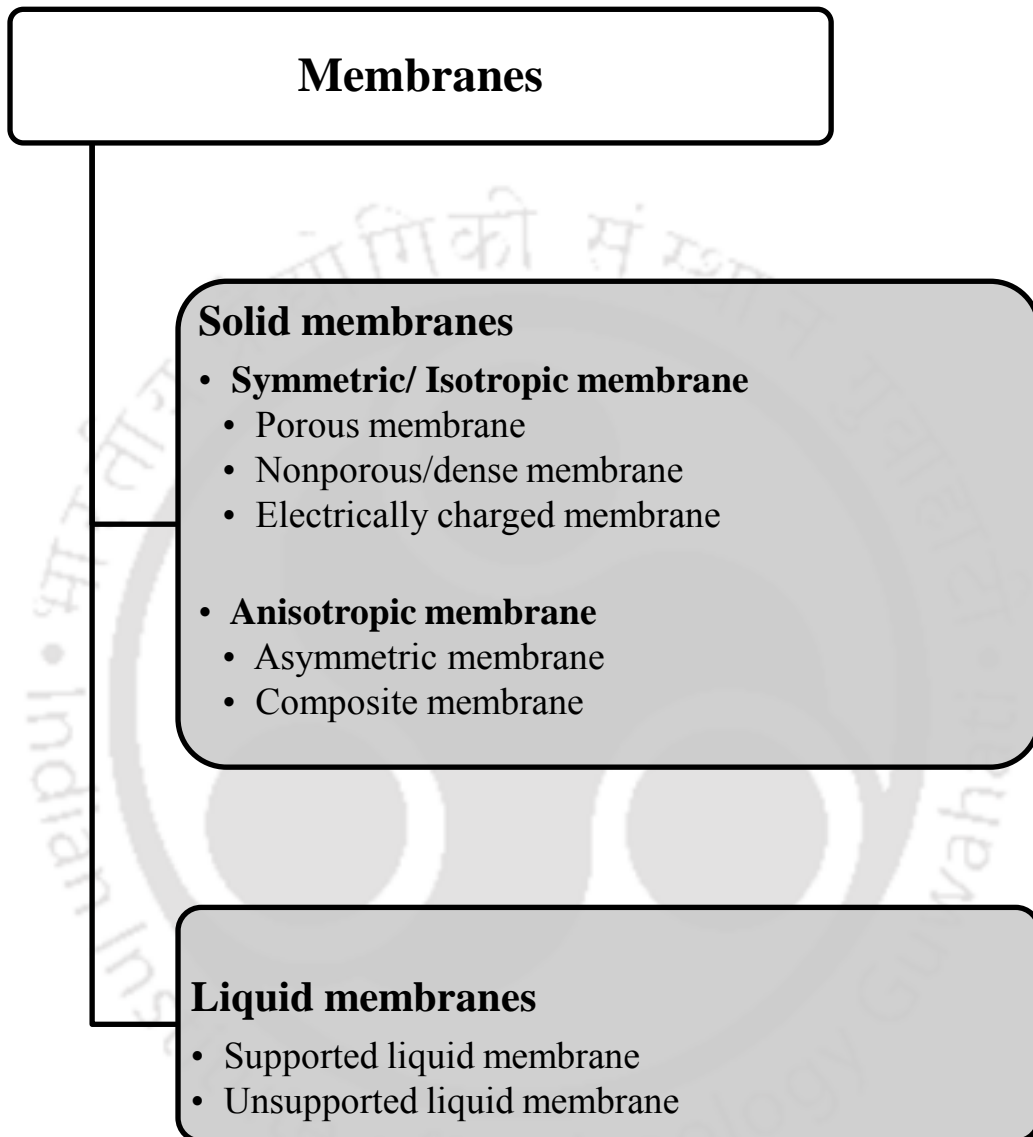 Membranes
Solid membranes
• Symmetric/ Isotropic membrane
• Porous membrane
• Nonporous/dense membrane
• Electrically charged membrane
• Anisotropic membrane
• Asymmetric membrane
• Composite membrane
Liquid membranes
• Supported liquid membrane
• Unsupported liquid membrane